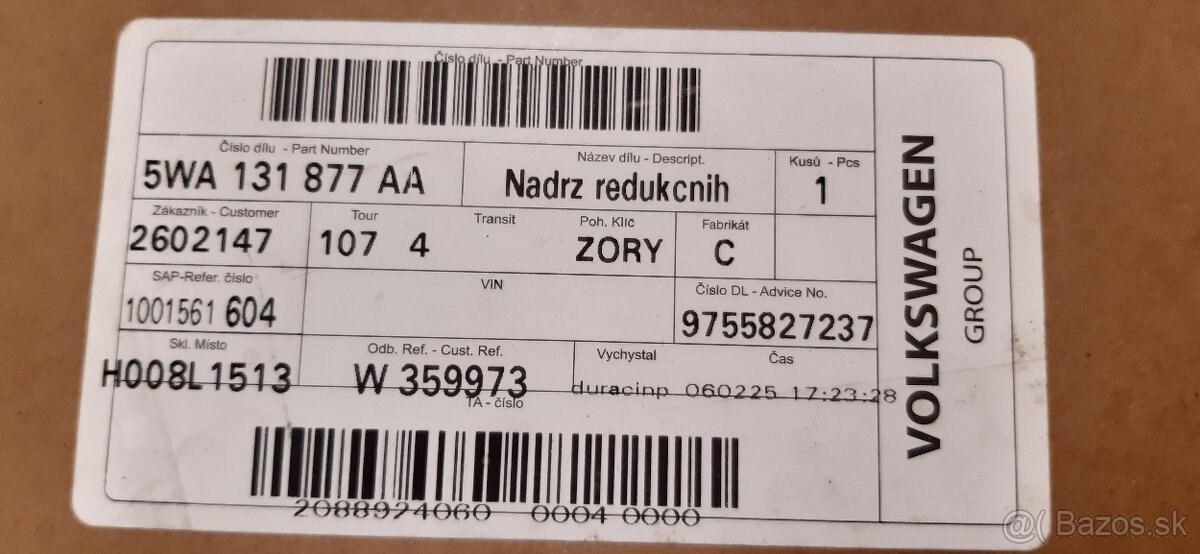 Číslo dílu - Part Number
Číslo dílu - Part Number
Název dílu - Descript.
Kusů - Pcs
5WA 131 877 AA
Nadrz redukcnih
1
Zákazník - Customer
Tour
Transit
Poh. Klíč
Fabrikát
2602147
107 4
ZORY
C
SAP-Refer. číslo
VIN
Číslo DL - Advice No.
1001561 604
9755827237
Skl. Místo
Odb. Ref. - Cust. Ref.
Vychystal
Čas
H008L1513
W 359973
duracinp 060225 17:23:28
TA - číslo
2088924060 0004 0000
VOLKSWAGEN
GROUP
@( Bazos.sk